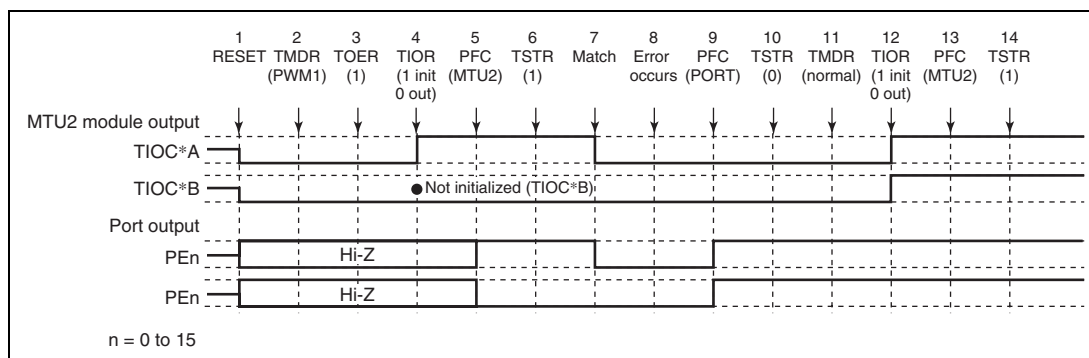 1 2 3 4 5 6 7 8 9 10 11 12 13 14
RESET TMDR TOER TIOR PFC TSTR Match Error PFC TSTR TMDR TIOR PFC TSTR
(PWM1) (1) (1 init (MTU2) (1) occurs (PORT) (0) (normal) (1 init (MTU2) (1)
0 out) 0 out)
MTU2 module output
TIOC*A
TIOC*B ● Not initialized (TIOC*B)
Port output
PEn Hi-Z
PEn Hi-Z
n = 0 to 15